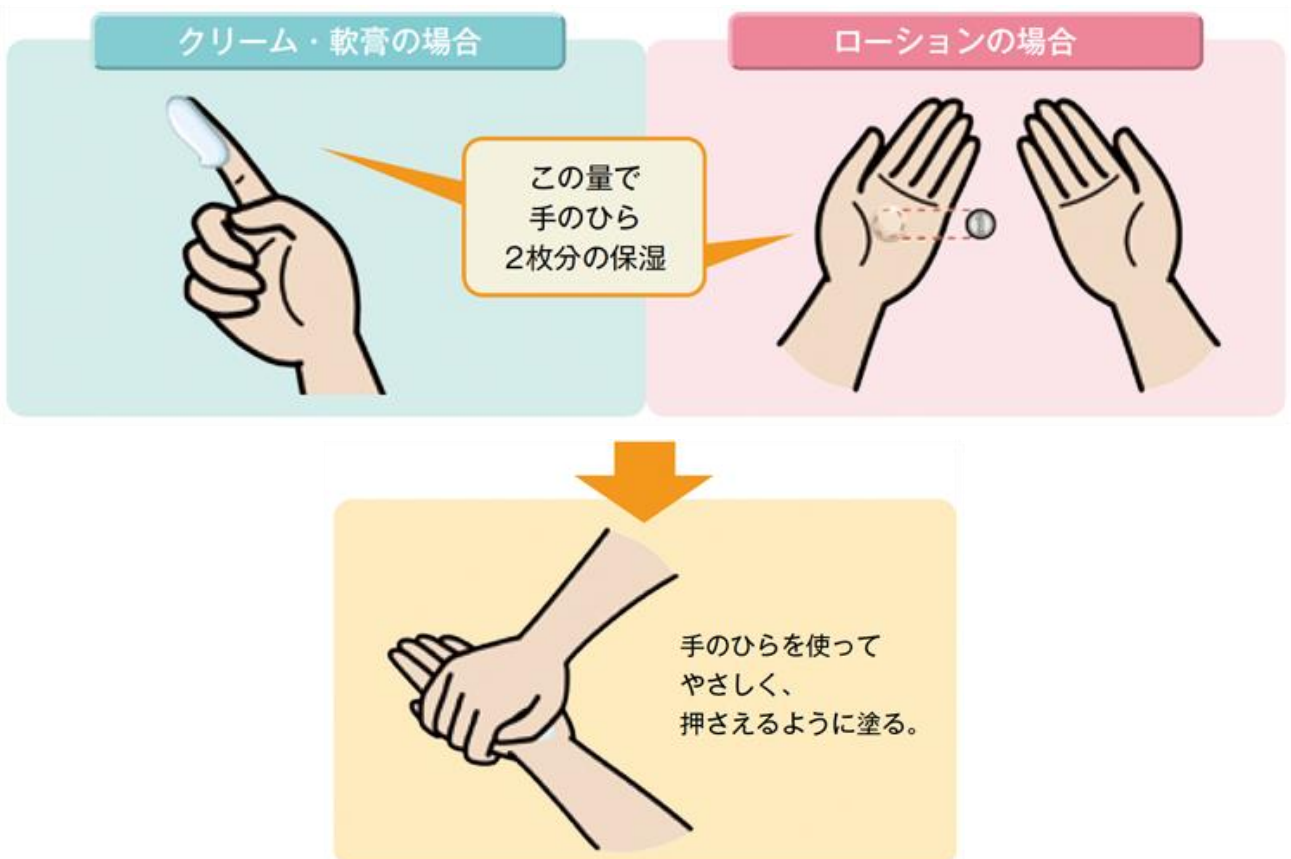 クリーム・軟膏の場合
ローションの場合
この量で
手のひら
2枚分の保湿
手のひらを使って
やさしく、
押さえるように塗る。